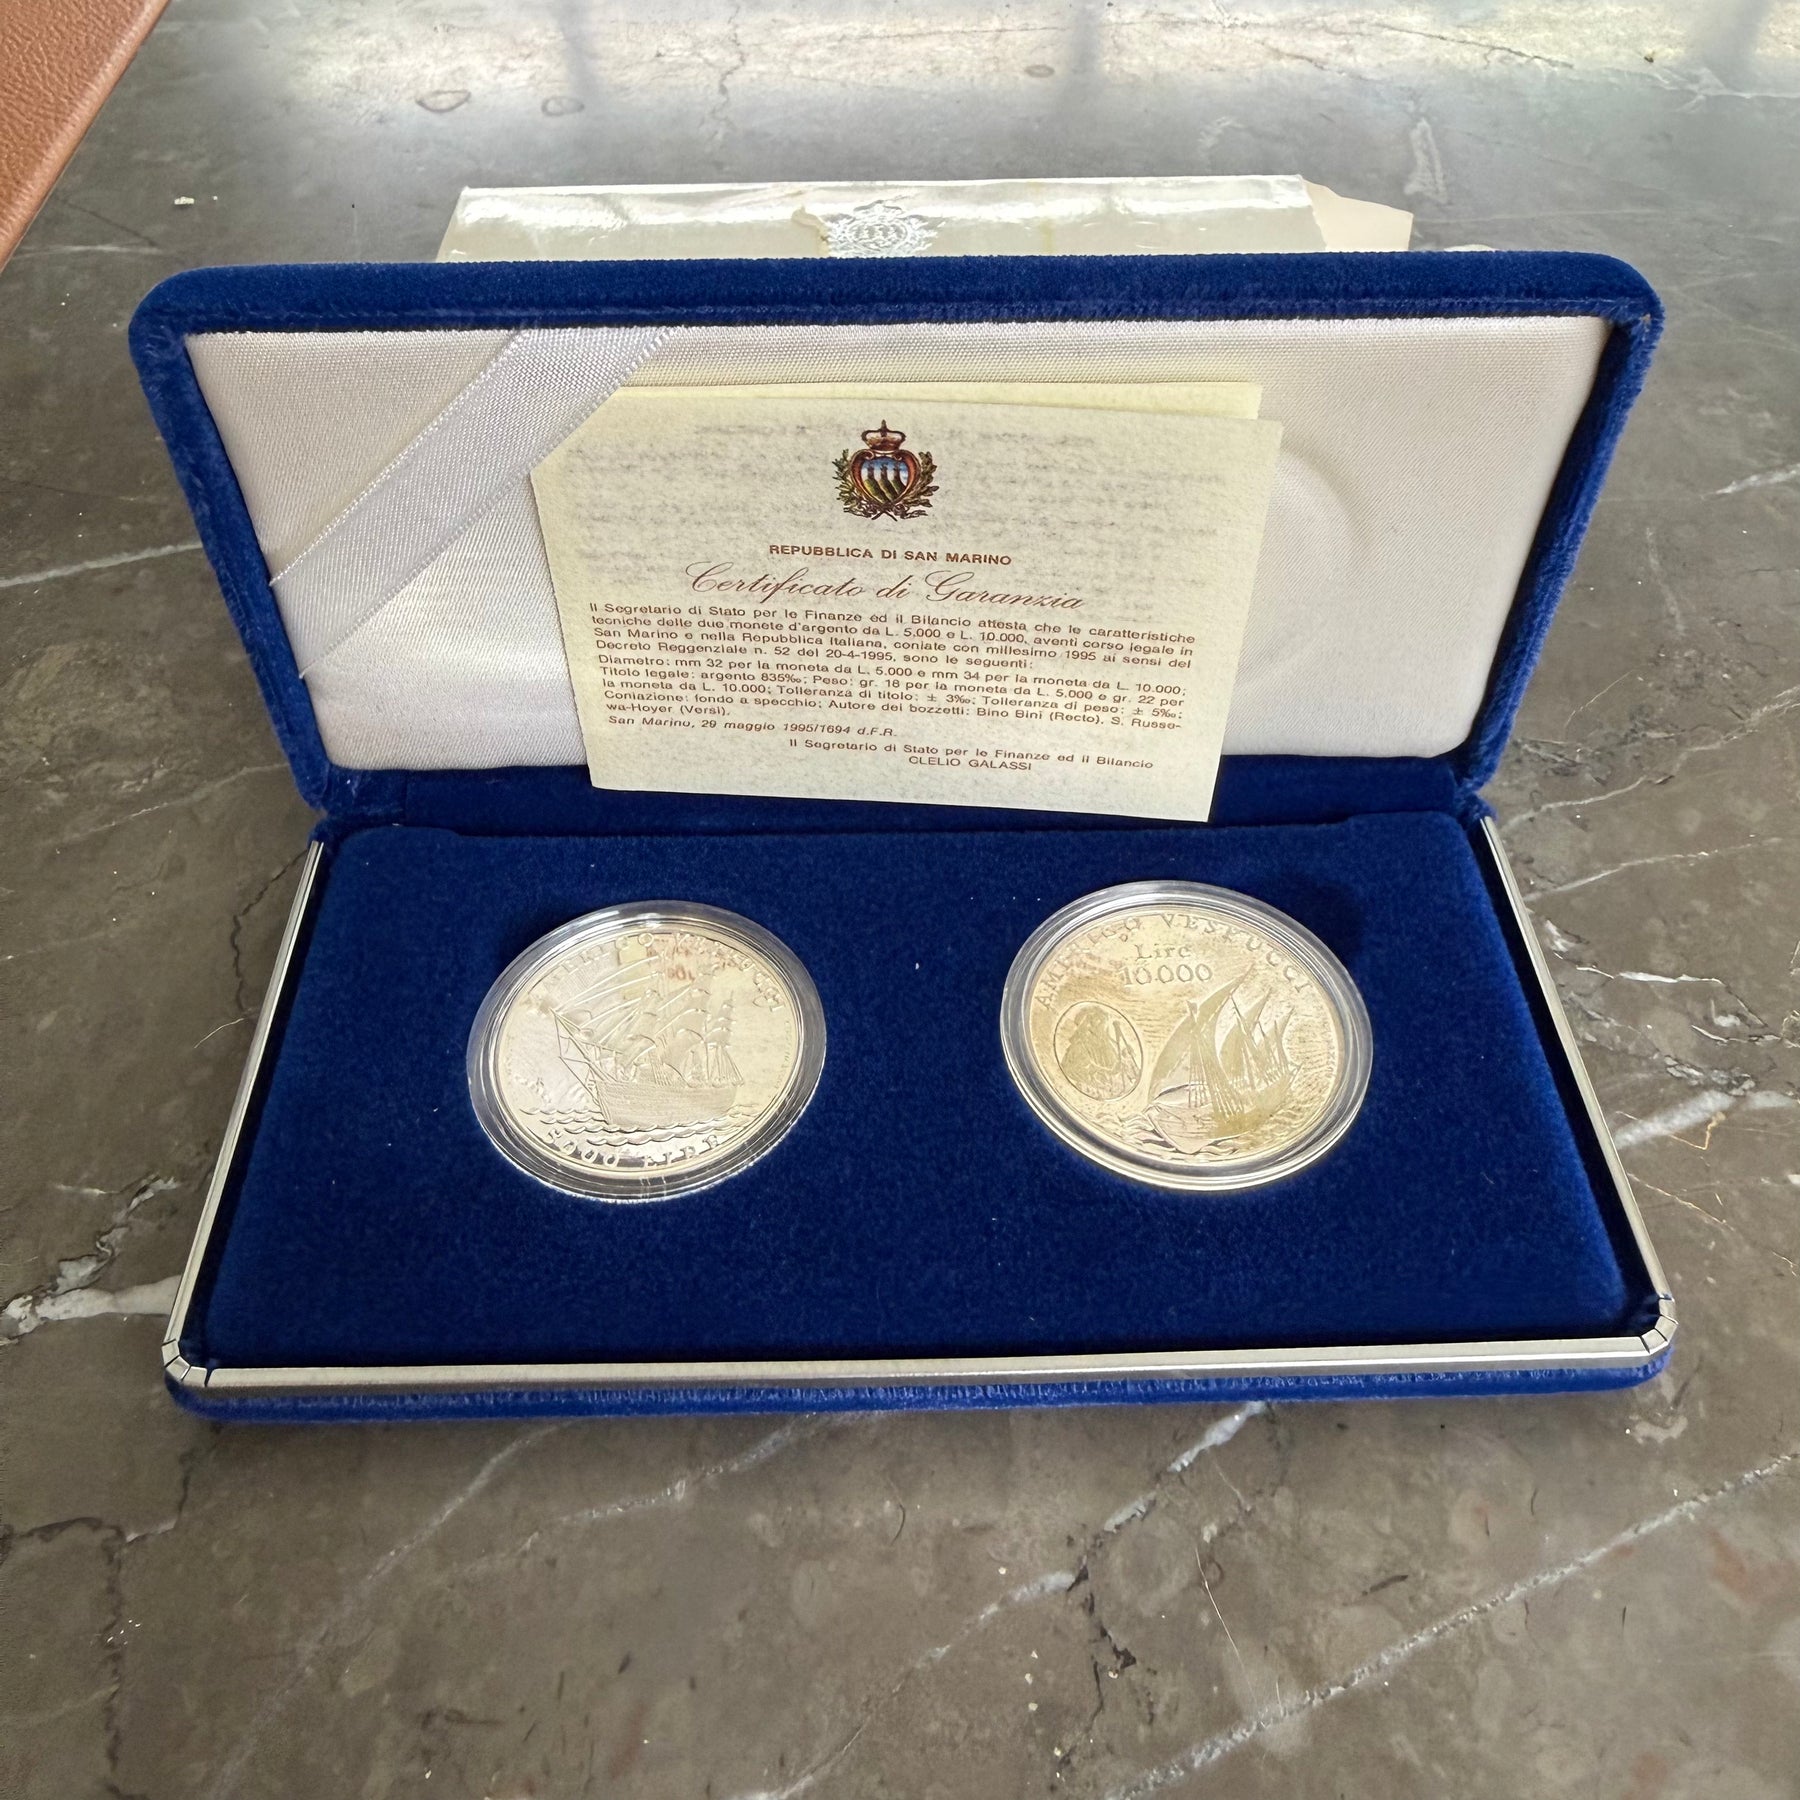 REPUBBLICA DI SAN MARINO
Certificato di Garanzia
Il Segretario di Stato per le Finanze ed il Bilancio attesta che le caratteristiche
tecniche delle due monete d'argento da L. 5.000 e L. 10.000, aventi corso legale in
San Marino e nella Repubblica Italiana, coniate con millesimo 1995 ai sensi del
Decreto Reggenziale n. 52 del 20-4-1995, sono le seguenti:
Diametro: mm 32 per la moneta da L. 5.000 e mm 34 per la moneta da L. 10.000;
Titolo legale: argento 835‰; Peso: gr. 18 per la moneta da L. 5.000 e gr. 22 per
la moneta da L. 10.000; Tolleranza di titolo: ± 3‰; Tolleranza di peso: ± 5‰;
Coniazione: fondo a specchio; Autore dei bozzetti: Bino Bini (Recto), S. Russe-
wa-Hoyer (Versi).
San Marino, 29 maggio 1995/1694 d.F.R.
Il Segretario di Stato per le Finanze ed il Bilancio
CLELIO GALASSI
AMERIGO VESPUCCI
5000 LIRE
AMERIGO VESPUCCI
Lire
10.000